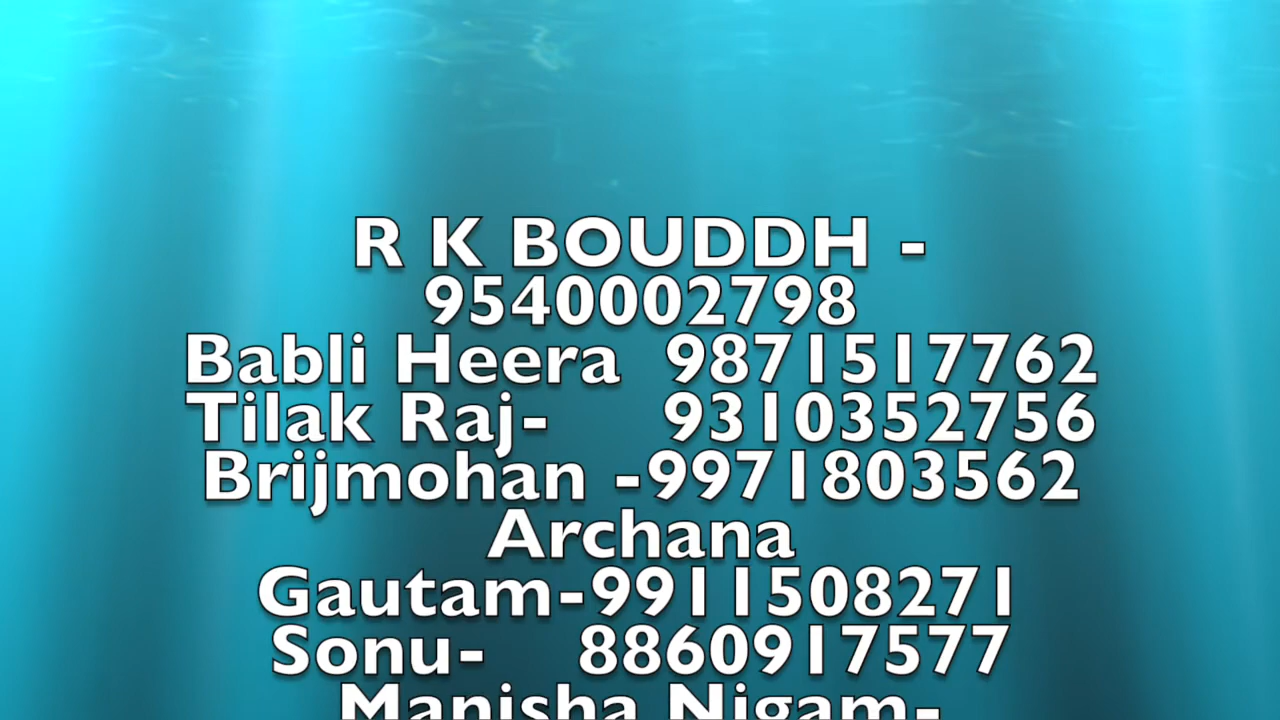 R K BOUDDH -
9540002798
Babli Heera 9871517762
Tilak Raj- 9310352756
Brijmohan -9971803562
Archana
Gautam-9911508271
Sonu- 8860917577
Manisha Nigam-